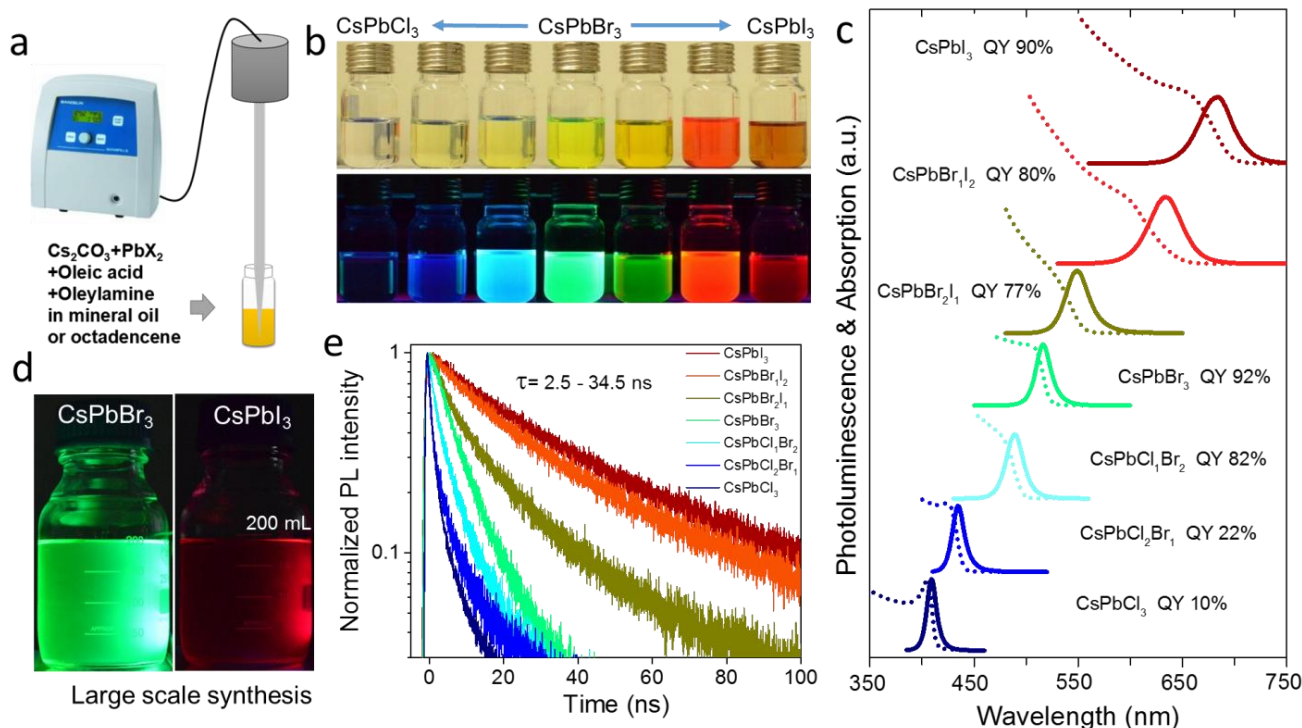 a
Cs₂CO₃+PbX₂
+Oleic acid
+Oleylamine
in mineral oil
or octadencene
b
CsPbCl₃ CsPbBr₃ CsPbI₃
c
Photoluminescence & Absorption (a.u.)
CsPbI₃ QY 90%
CsPbBr₁I₂ QY 80%
CsPbBr₂I₁ QY 77%
CsPbBr₃ QY 92%
CsPbCl₁Br₂ QY 82%
CsPbCl₂Br₁ QY 22%
CsPbCl₃ QY 10%
350 450 550 650 750
Wavelength (nm)
d
CsPbBr₃ CsPbI₃
200 mL
Large scale synthesis
e
Normalized PL intensity
1
0.1
τ= 2.5 - 34.5 ns
CsPbI₃
CsPbBr₁I₂
CsPbBr₂I₁
CsPbBr₃
CsPbCl₁Br₂
CsPbCl₂Br₁
CsPbCl₃
0 20 40 60 80 100
Time (ns)